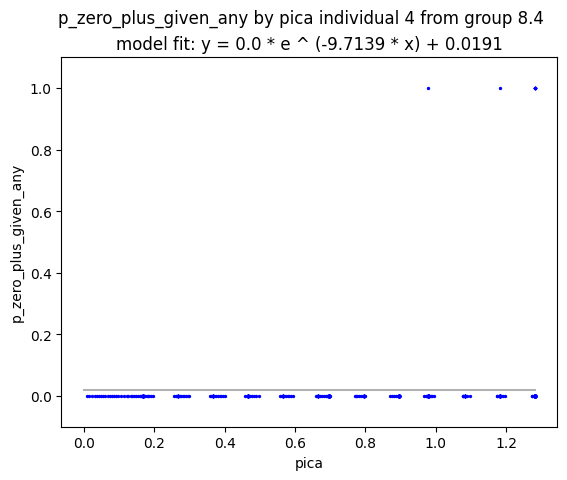 p_zero_plus_given_any by pica individual 4 from group 8.4
model fit: y = 0.0 * e ^ (-9.7139 * x) + 0.0191
1.0
0.8
0.6
0.4
0.2
0.0
p_zero_plus_given_any
0.0 0.2 0.4 0.6 0.8 1.0 1.2
pica